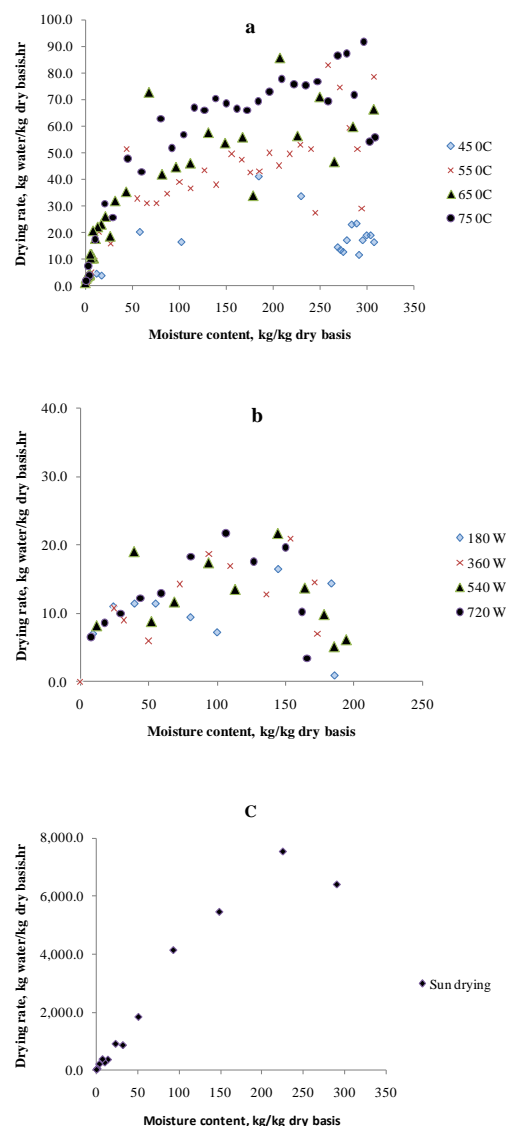 a
Drying rate, kg water/kg dry basis.hr
100.0
90.0
80.0
70.0
60.0
50.0
40.0
30.0
20.0
10.0
0.0
0 50 100 150 200 250 300 350
Moisture content, kg/kg dry basis
45 0C
55 0C
65 0C
75 0C
b
Drying rate, kg water/kg dry basis.hr
40.0
30.0
20.0
10.0
0.0
0 50 100 150 200 250
Moisture content, kg/kg dry basis
180 W
360 W
540 W
720 W
C
Drying rate, kg water/kg dry basis.hr
8,000.0
6,000.0
4,000.0
2,000.0
0.0
0 50 100 150 200 250 300 350
Moisture content, kg/kg dry basis
Sun drying